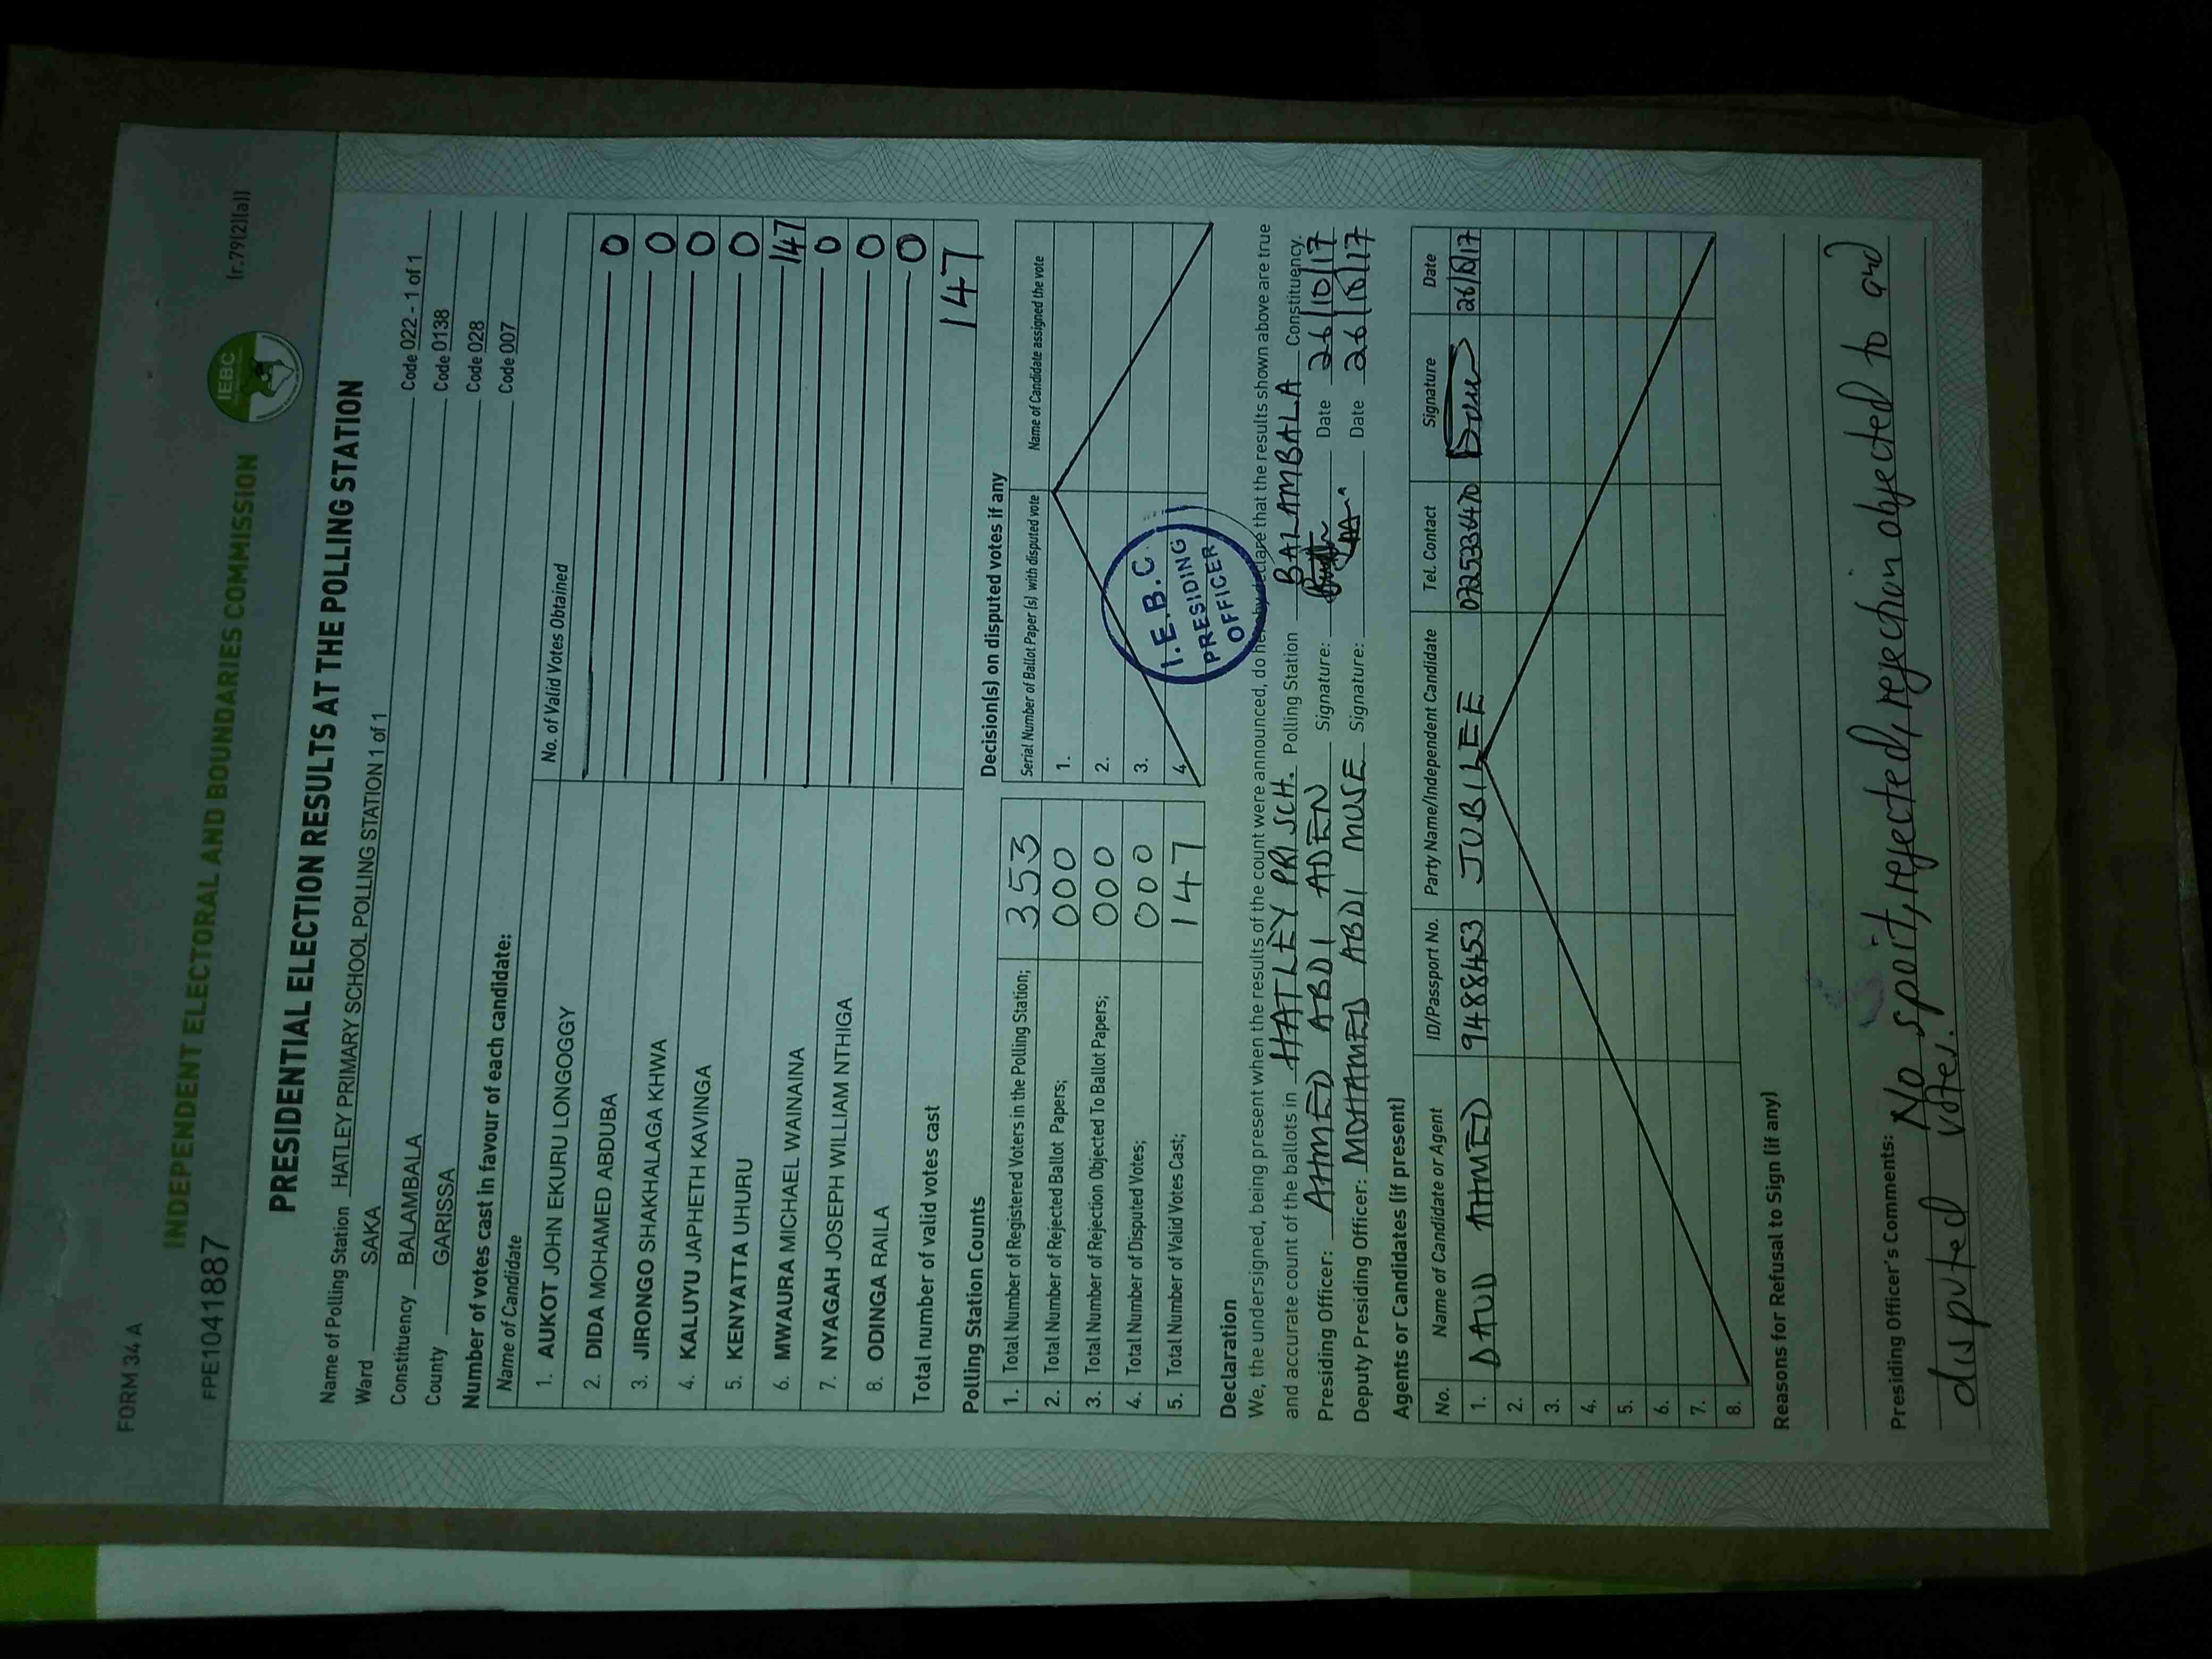 FORM 34 A
(r.79(2)(a))
FPE1041887
IEBC
INDEPENDENT ELECTORAL AND BOUNDARIES COMMISSION
PRESIDENTIAL ELECTION RESULTS AT THE POLLING STATION
Name of Polling Station HATLEY PRIMARY SCHOOL POLLING STATION 1 of 1 Code 022 - 1 of 1
Ward SAKA Code 0138
Constituency BALAMBALA Code 028
County GARISSA Code 007
Number of votes cast in favour of each candidate:
Name of Candidate No. of Valid Votes Obtained
1. AUKOT JOHN EKURU LONGOGGY 0
2. DIDA MOHAMED ABDUBA 0
3. JIRONGO SHAKHALAGA KHWA 0
4. KALUYU JAPHETH KAVINGA 0
5. KENYATTA UHURU 147
6. MWAURA MICHAEL WAINAINA 0
7. NYAGAH JOSEPH WILLIAM NTHIGA 0
8. ODINGA RAILA 0
Total number of valid votes cast 147
Polling Station Counts
1. Total Number of Registered Voters in the Polling Station; 353
2. Total Number of Rejected Ballot Papers; 000
3. Total Number of Rejection Objected To Ballot Papers; 000
4. Total Number of Disputed Votes; 000
5. Total Number of Valid Votes Cast; 147
Decision(s) on disputed votes if any
Serial Number of Ballot Paper (s) with disputed vote Name of Candidate assigned the vote
1.
2.
3.
4.
I.E.B.C.
PRESIDING
OFFICER
Declaration
We, the undersigned, being present when the results of the count were announced, do hereby declare that the results shown above are true
and accurate count of the ballots in HATLEY PRI SCH. Polling Station BALAMBALA Constituency.
Presiding Officer: AHMED ABDI ADEN Signature: Date 26/10/17
Deputy Presiding Officer: MOHAMED ABDI MUSE Signature: Date 26/10/17
Agents or Candidates (if present)
No. Name of Candidate or Agent ID/Passport No. Party Name/Independent Candidate Tel. Contact Signature Date
1. DAUD AHMED 9488453 JUBILEE 0725336470 26/10/17
2.
3.
4.
5.
6.
7.
8.
Reasons for Refusal to Sign (if any)
Presiding Officer's Comments: No spoit, rejected, rejection objected to and
disputed votes.